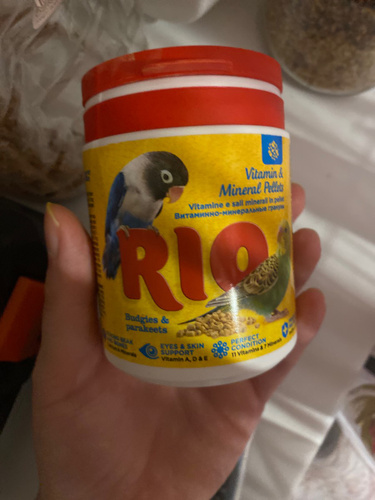 Vitamin &
Mineral Pellets
Vitamine e sali minerali in pellet
Витаминно-минеральные гранулы
RIO
Budgies &
parakeets
EYES & SKIN
SUPPORT
Vitamin A, D & E
PERFECT
CONDITION
11 Vitamins & 7 Minerals